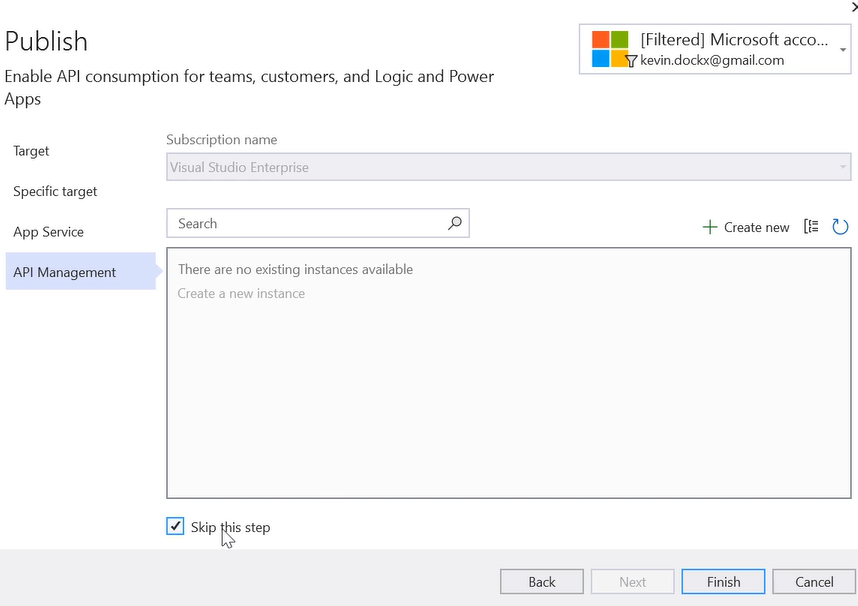 Publish
[Filtered] Microsoft acco...
kevin.dockx@gmail.com
Enable API consumption for teams, customers, and Logic and Power
Apps
Target
Specific target
App Service
API Management
Subscription name
Visual Studio Enterprise
Search
Create new
There are no existing instances available
Create a new instance
Skip this step
Back
Next
Finish
Cancel